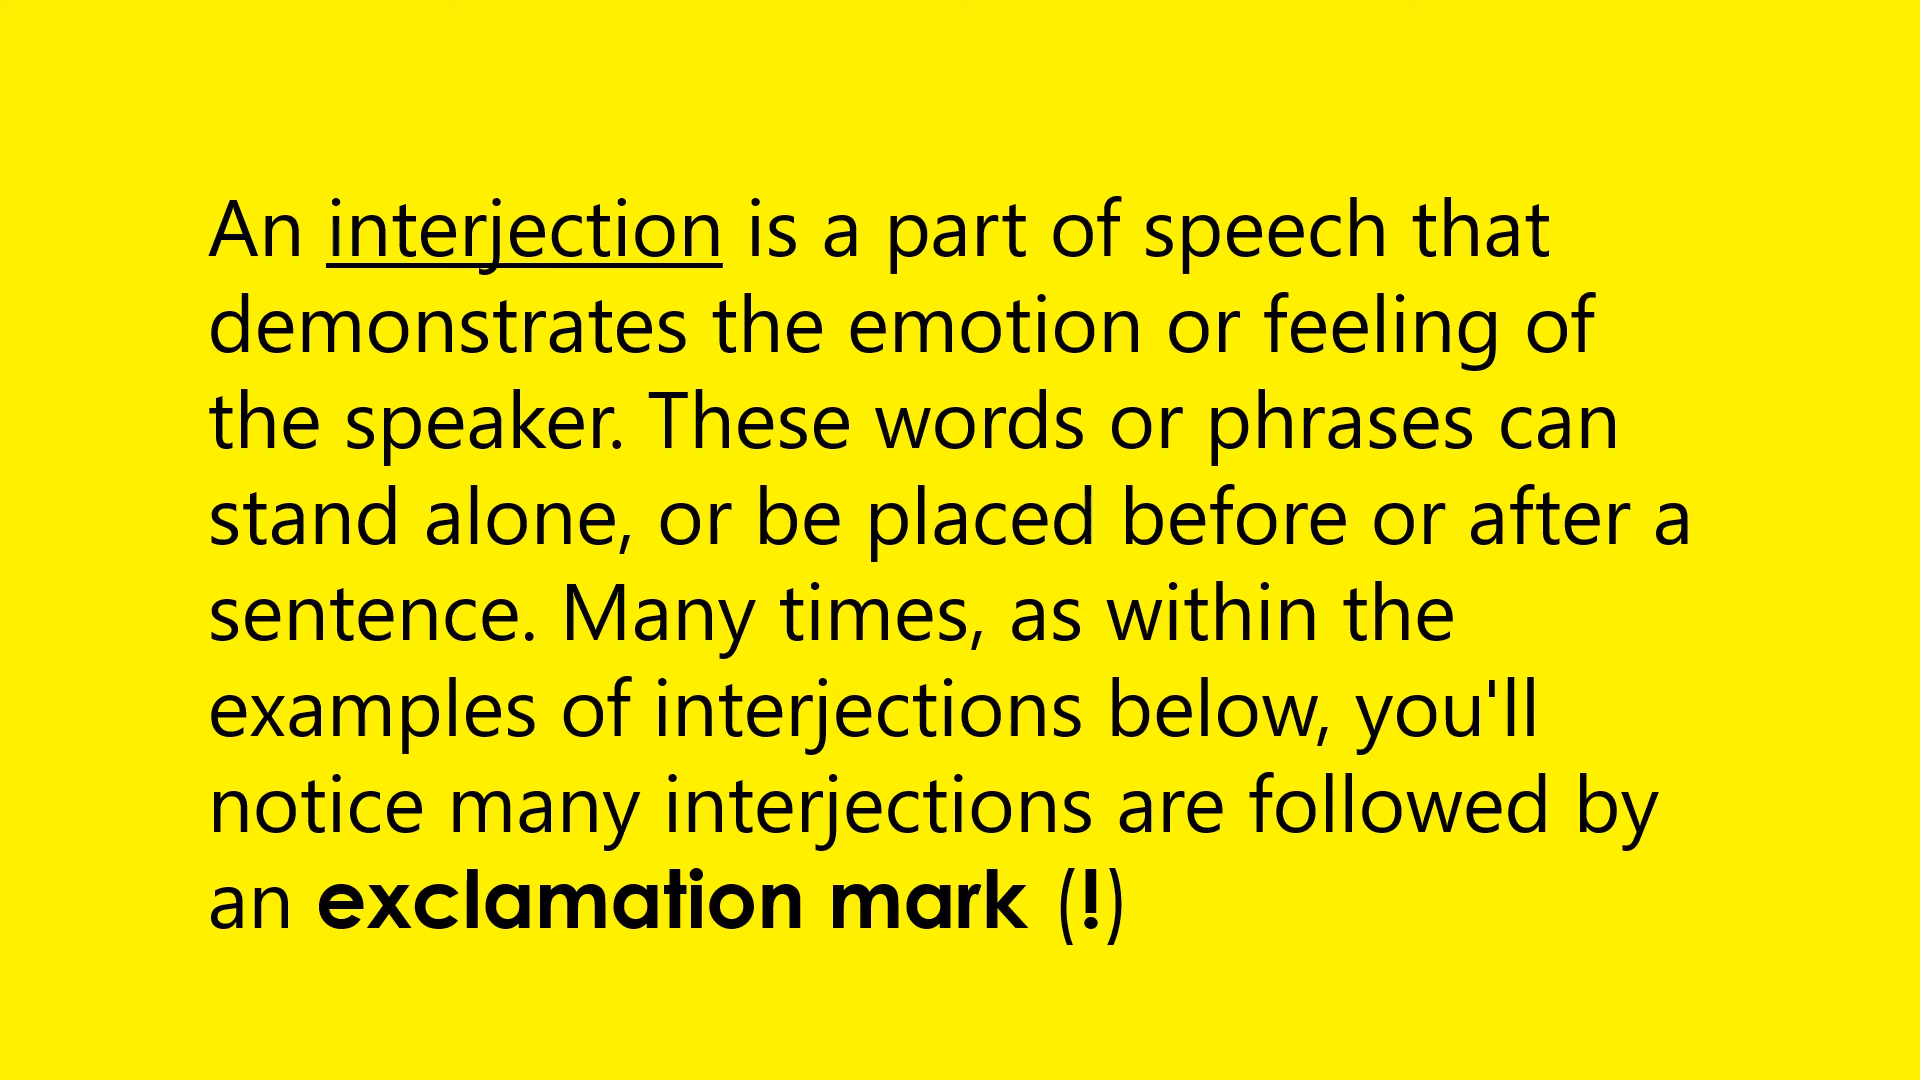 An interjection is a part of speech that
demonstrates the emotion or feeling of
the speaker. These words or phrases can
stand alone, or be placed before or after a
sentence. Many times, as within the
examples of interjections below, you'll
notice many interjections are followed by
an exclamation mark (!)